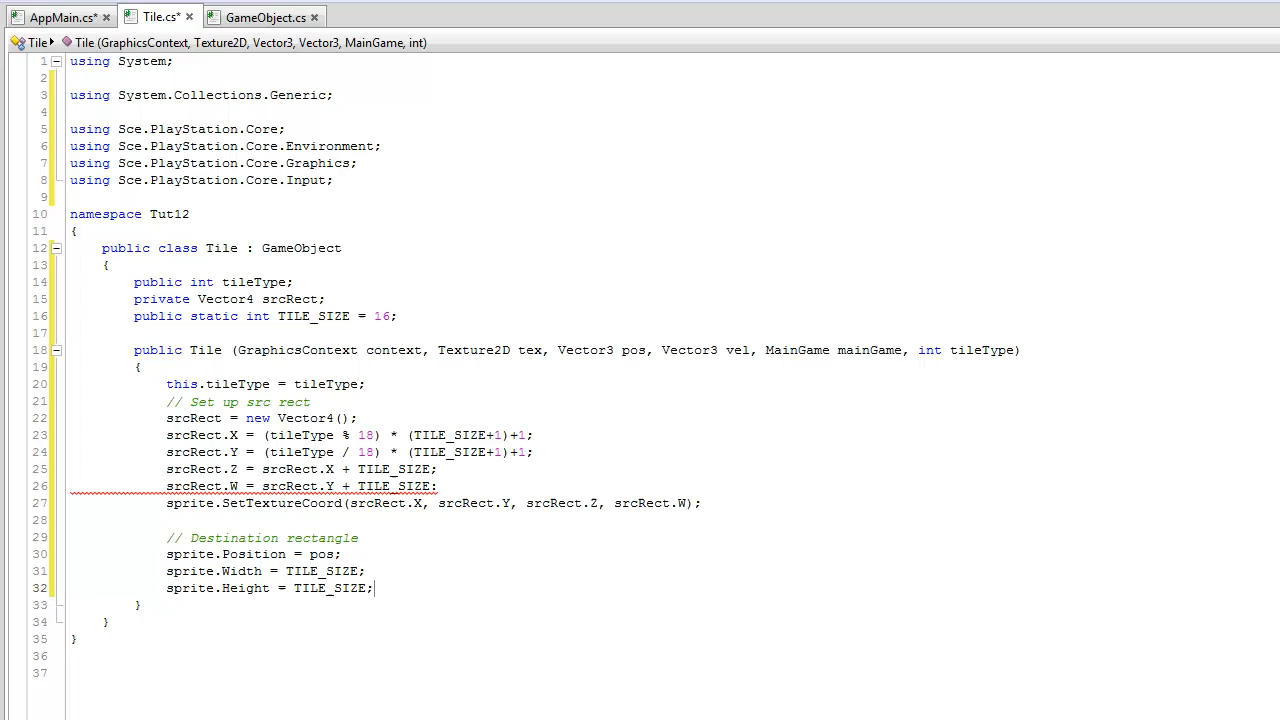 AppMain.cs* × Tile.cs* × GameObject.cs ×
Tile Tile (GraphicsContext, Texture2D, Vector3, Vector3, MainGame, int)
1 using System;
2
3 using System.Collections.Generic;
4
5 using Sce.PlayStation.Core;
6 using Sce.PlayStation.Core.Environment;
7 using Sce.PlayStation.Core.Graphics;
8 using Sce.PlayStation.Core.Input;
9
10 namespace Tut12
11 {
12 public class Tile : GameObject
13 {
14 public int tileType;
15 private Vector4 srcRect;
16 public static int TILE_SIZE = 16;
17
18 public Tile (GraphicsContext context, Texture2D tex, Vector3 pos, Vector3 vel, MainGame mainGame, int tileType)
19 {
20 this.tileType = tileType;
21 // Set up src rect
22 srcRect = new Vector4();
23 srcRect.X = (tileType % 18) * (TILE_SIZE+1)+1;
24 srcRect.Y = (tileType / 18) * (TILE_SIZE+1)+1;
25 srcRect.Z = srcRect.X + TILE_SIZE;
26 srcRect.W = srcRect.Y + TILE_SIZE:
27 sprite.SetTextureCoord(srcRect.X, srcRect.Y, srcRect.Z, srcRect.W);
28
29 // Destination rectangle
30 sprite.Position = pos;
31 sprite.Width = TILE_SIZE;
32 sprite.Height = TILE_SIZE;
33 }
34 }
35 }
36
37